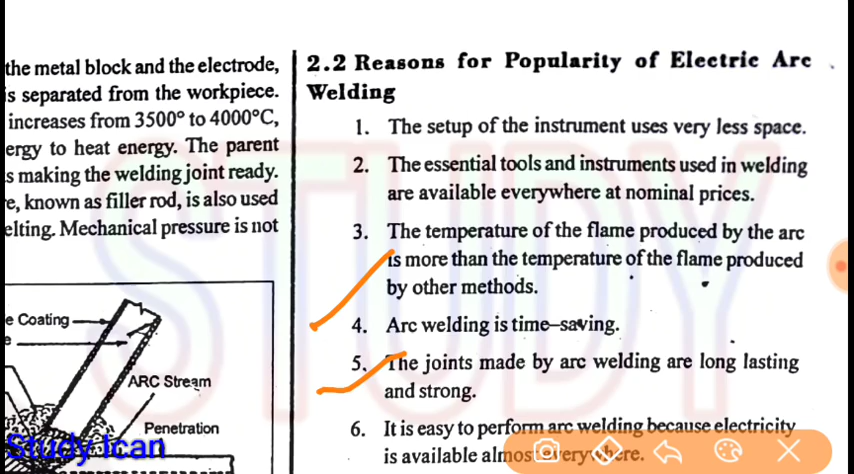 the metal block and the electrode,
is separated from the workpiece.
increases from 3500° to 4000°C,
ergy to heat energy. The parent
s making the welding joint ready.
e, known as filler rod, is also used
elting. Mechanical pressure is not
e Coating
e
ARC Stream
Penetration
Study Ican
2.2 Reasons for Popularity of Electric Arc
Welding
1. The setup of the instrument uses very less space.
2. The essential tools and instruments used in welding
are available everywhere at nominal prices.
3. The temperature of the flame produced by the arc
is more than the temperature of the flame produced
by other methods.
4. Arc welding is time–saving.
5. The joints made by arc welding are long lasting
and strong.
6. It is easy to perform arc welding because electricity
is available almost everywhere.
STUDY